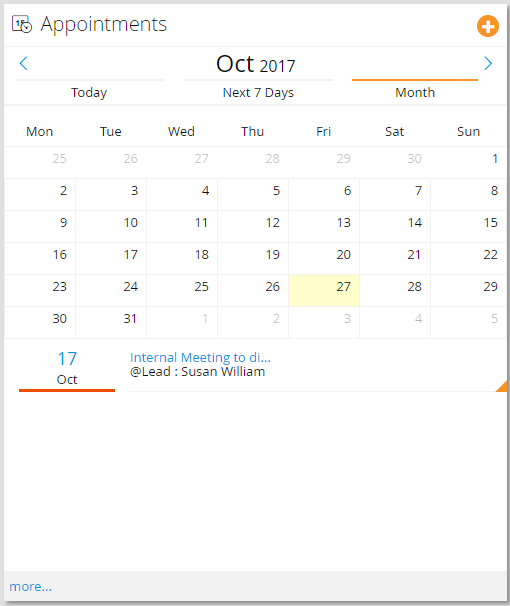 Appointments
Oct 2017
Today Next 7 Days Month
Mon Tue Wed Thu Fri Sat Sun
25 26 27 28 29 30 1
2 3 4 5 6 7 8
9 10 11 12 13 14 15
16 17 18 19 20 21 22
23 24 25 26 27 28 29
30 31 1 2 3 4 5
17
Oct
Internal Meeting to di...
@Lead : Susan William
more...